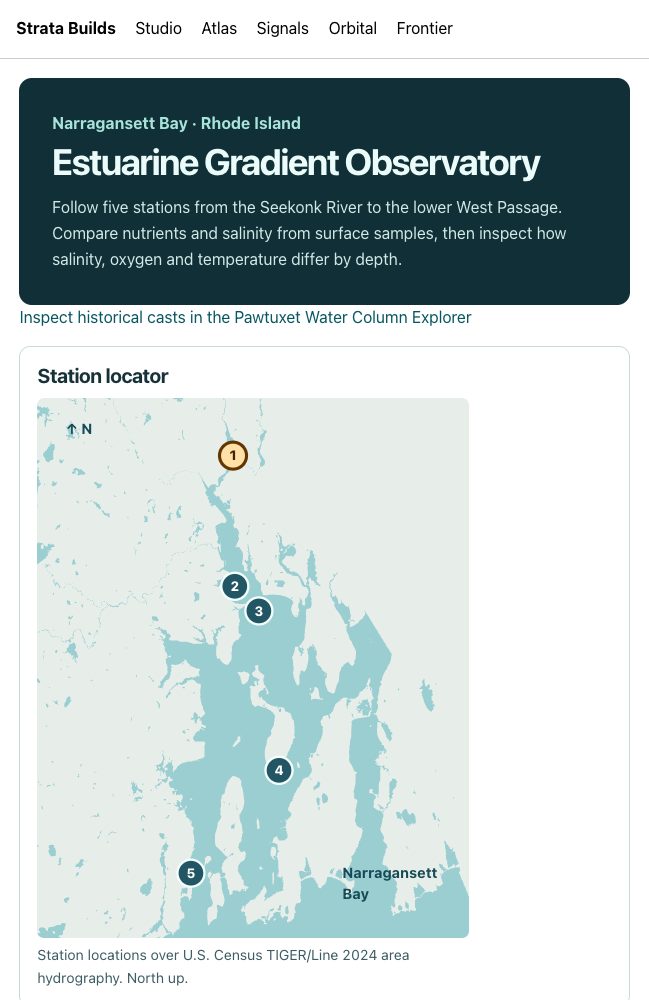 Strata Builds Studio Atlas Signals Orbital Frontier
Narragansett Bay · Rhode Island
Estuarine Gradient Observatory
Follow five stations from the Seekonk River to the lower West Passage.
Compare nutrients and salinity from surface samples, then inspect how
salinity, oxygen and temperature differ by depth.
Inspect historical casts in the Pawtuxet Water Column Explorer
Station locator
↑ N
1
2
3
4
5
Narragansett
Bay
Station locations over U.S. Census TIGER/Line 2024 area
hydrography. North up.